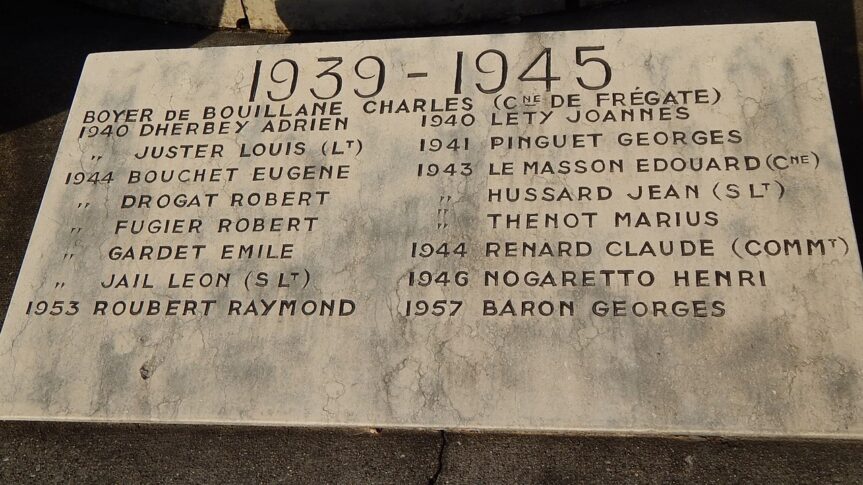 1939 - 1945
BOYER DE BOUILLANE CHARLES (CNE DE FRÉGATE)
1940 DHERBEY ADRIEN
„ JUSTER LOUIS (LT)
1944 BOUCHET EUGENE
„ DROGAT ROBERT
„ FUGIER ROBERT
„ GARDET EMILE
„ JAIL LEON (S LT)
1953 ROUBERT RAYMOND
1940 LETY JOANNES
1941 PINGUET GEORGES
1943 LE MASSON EDOUARD (CNE)
„ HUSSARD JEAN (S LT)
„ THENOT MARIUS
1944 RENARD CLAUDE (COMMT)
1946 NOGARETTO HENRI
1957 BARON GEORGES